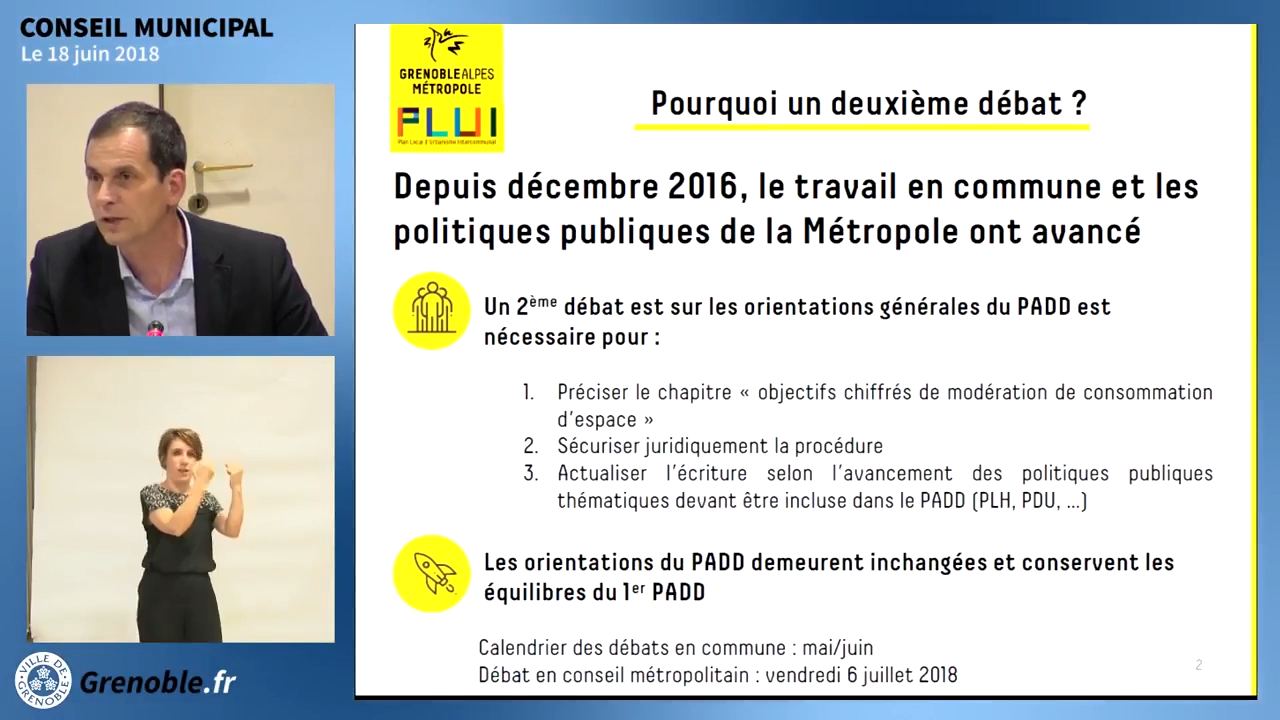 CONSEIL MUNICIPAL
Le 18 juin 2018
GRENOBLEALPES
MÉTROPOLE
PLUI
Plan Local d'Urbanisme Intercommunal
Pourquoi un deuxième débat ?
Depuis décembre 2016, le travail en commune et les
politiques publiques de la Métropole ont avancé
Un 2ème débat est sur les orientations générales du PADD est
nécessaire pour :
1. Préciser le chapitre « objectifs chiffrés de modération de consommation
d'espace »
2. Sécuriser juridiquement la procédure
3. Actualiser l'écriture selon l'avancement des politiques publiques
thématiques devant être incluse dans le PADD (PLH, PDU, ...)
Les orientations du PADD demeurent inchangées et conservent les
équilibres du 1er PADD
Calendrier des débats en commune : mai/juin
Débat en conseil métropolitain : vendredi 6 juillet 2018
2
VILLE DE
GRENOBLE
Grenoble.fr